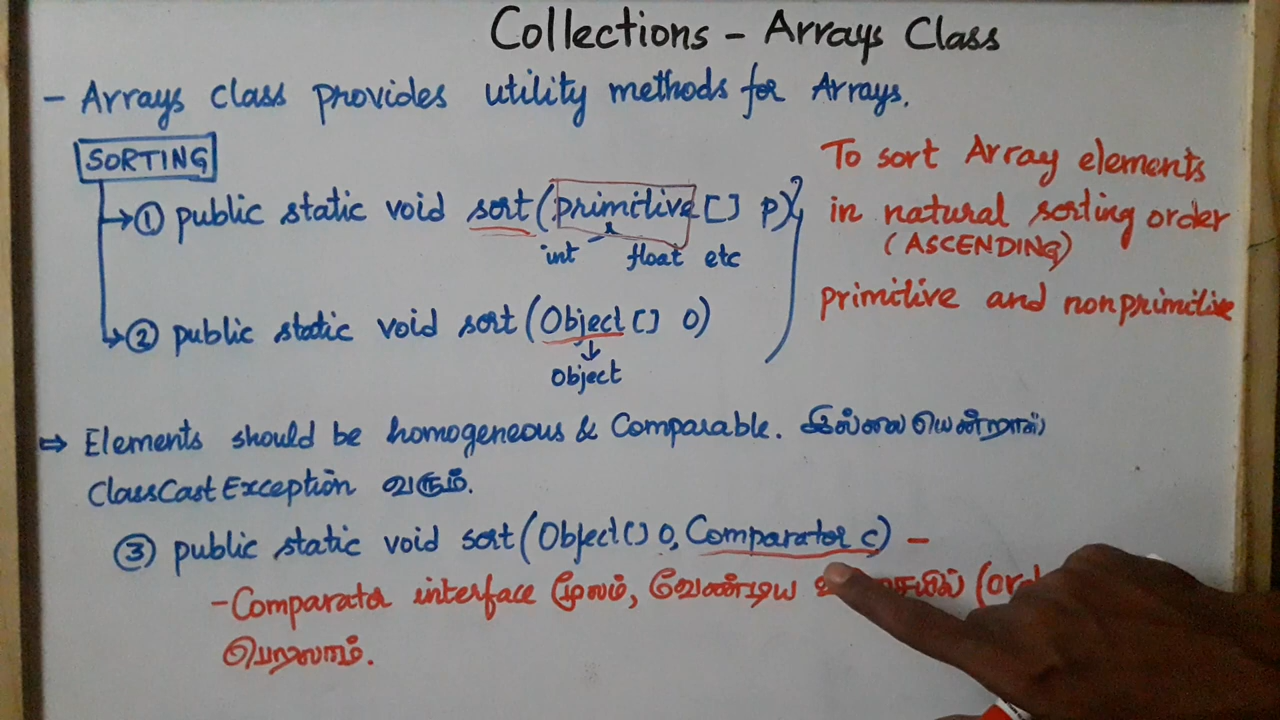 Collections - Arrays Class
- Arrays class provides utility methods for Arrays.
SORTING
① public static void sort(primitive [] p)
int float etc
② public static void sort(Object [] O)
Object
To sort Array elements
in natural sorting order
(ASCENDING)
primitive and nonprimitive
⇒ Elements should be homogeneous & Comparable. இல்லையென்றால்
ClassCastException வரும்.
③ public static void sort(Object[] O, Comparator c) -
- Comparator interface மூலம், வேண்டிய
பெறலாம்.